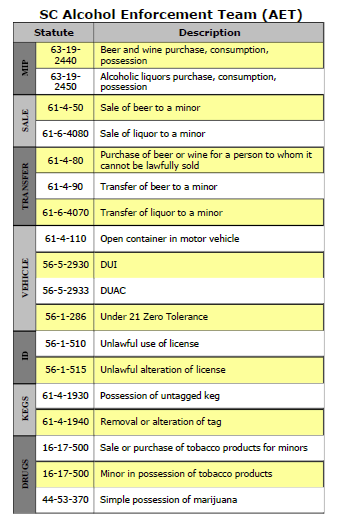 SC Alcohol Enforcement Team (AET)
Statute Description
MIP
63-19-2440 Beer and wine purchase, consumption, possession
63-19-2450 Alcoholic liquors purchase, consumption, possession
SALE
61-4-50 Sale of beer to a minor
61-6-4080 Sale of liquor to a minor
TRANSFER
61-4-80 Purchase of beer or wine for a person to whom it cannot be lawfully sold
61-4-90 Transfer of beer to a minor
61-6-4070 Transfer of liquor to a minor
VEHICLE
61-4-110 Open container in motor vehicle
56-5-2930 DUI
56-5-2933 DUAC
56-1-286 Under 21 Zero Tolerance
ID
56-1-510 Unlawful use of license
56-1-515 Unlawful alteration of license
KEGS
61-4-1930 Possession of untagged keg
61-4-1940 Removal or alteration of tag
DRUGS
16-17-500 Sale or purchase of tobacco products for minors
16-17-500 Minor in possession of tobacco products
44-53-370 Simple possession of marijuana